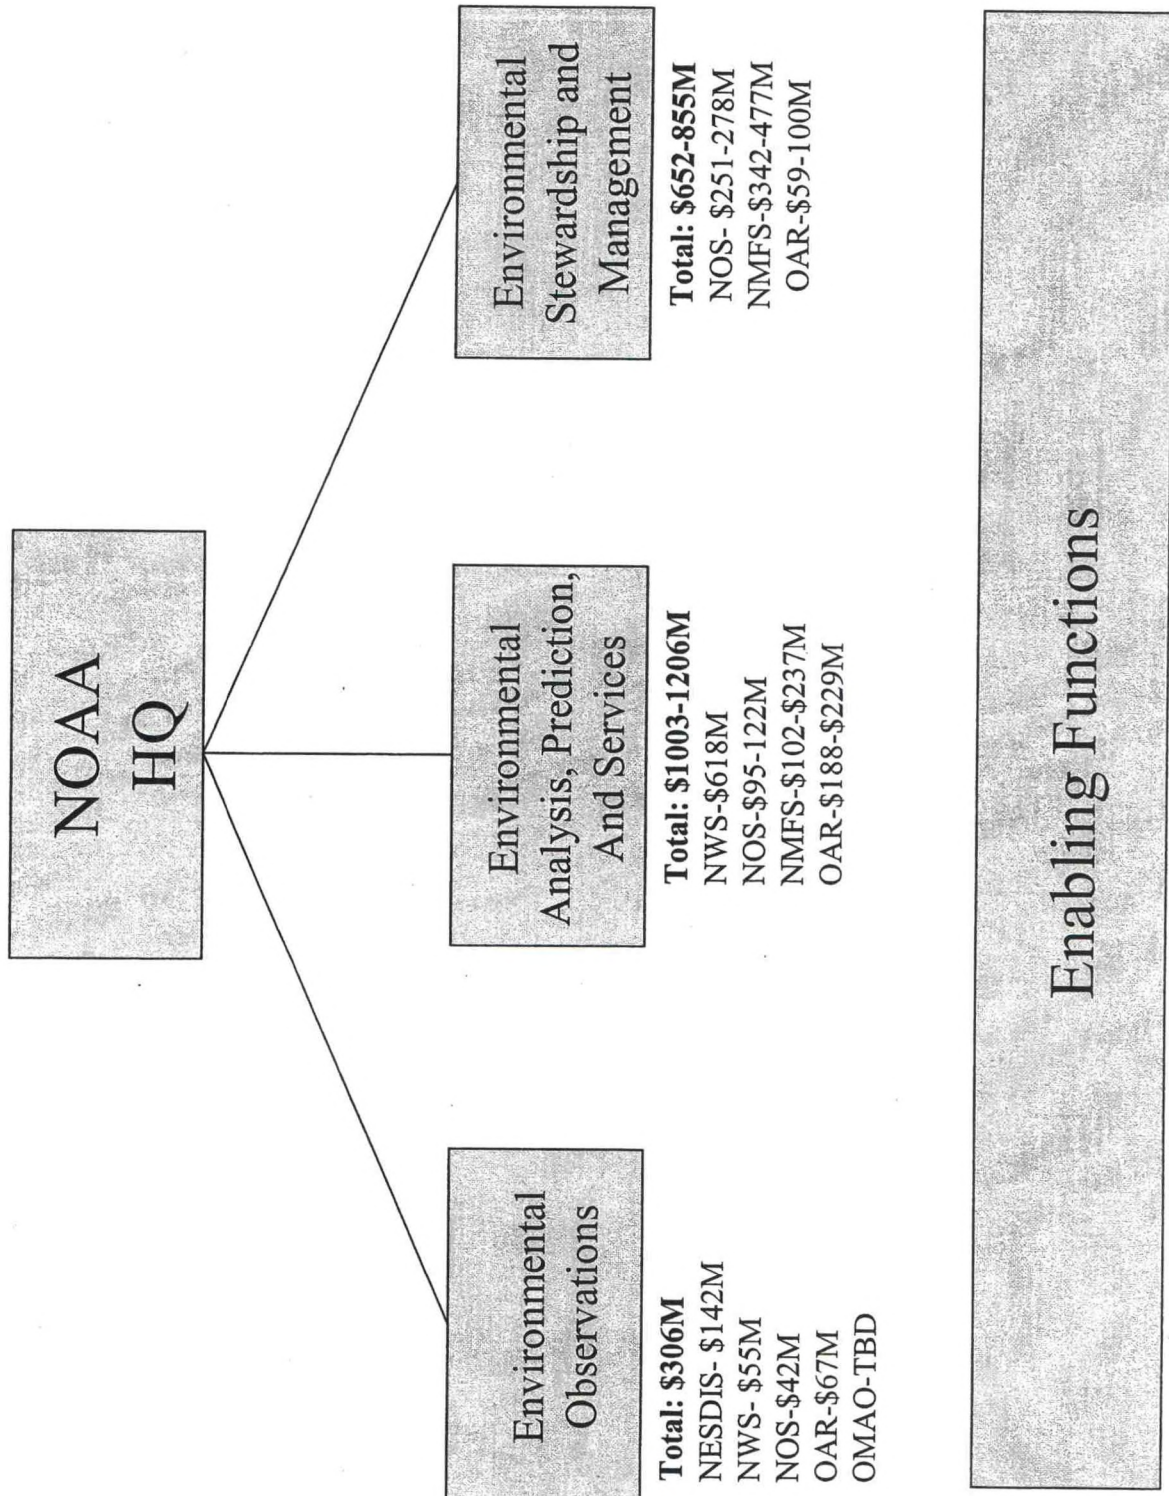 NOAA
HQ
Environmental
Observations
Total: $306M
NESDIS- $142M
NWS- $55M
NOS-$42M
OAR-$67M
OMAO-TBD
Environmental
Analysis, Prediction,
And Services
Total: $1003-1206M
NWS-$618M
NOS-$95-122M
NMFS-$102-$237M
OAR-$188-$229M
Environmental
Stewardship and
Management
Total: $652-855M
NOS- $251-278M
NMFS-$342-477M
OAR-$59-100M
Enabling Functions